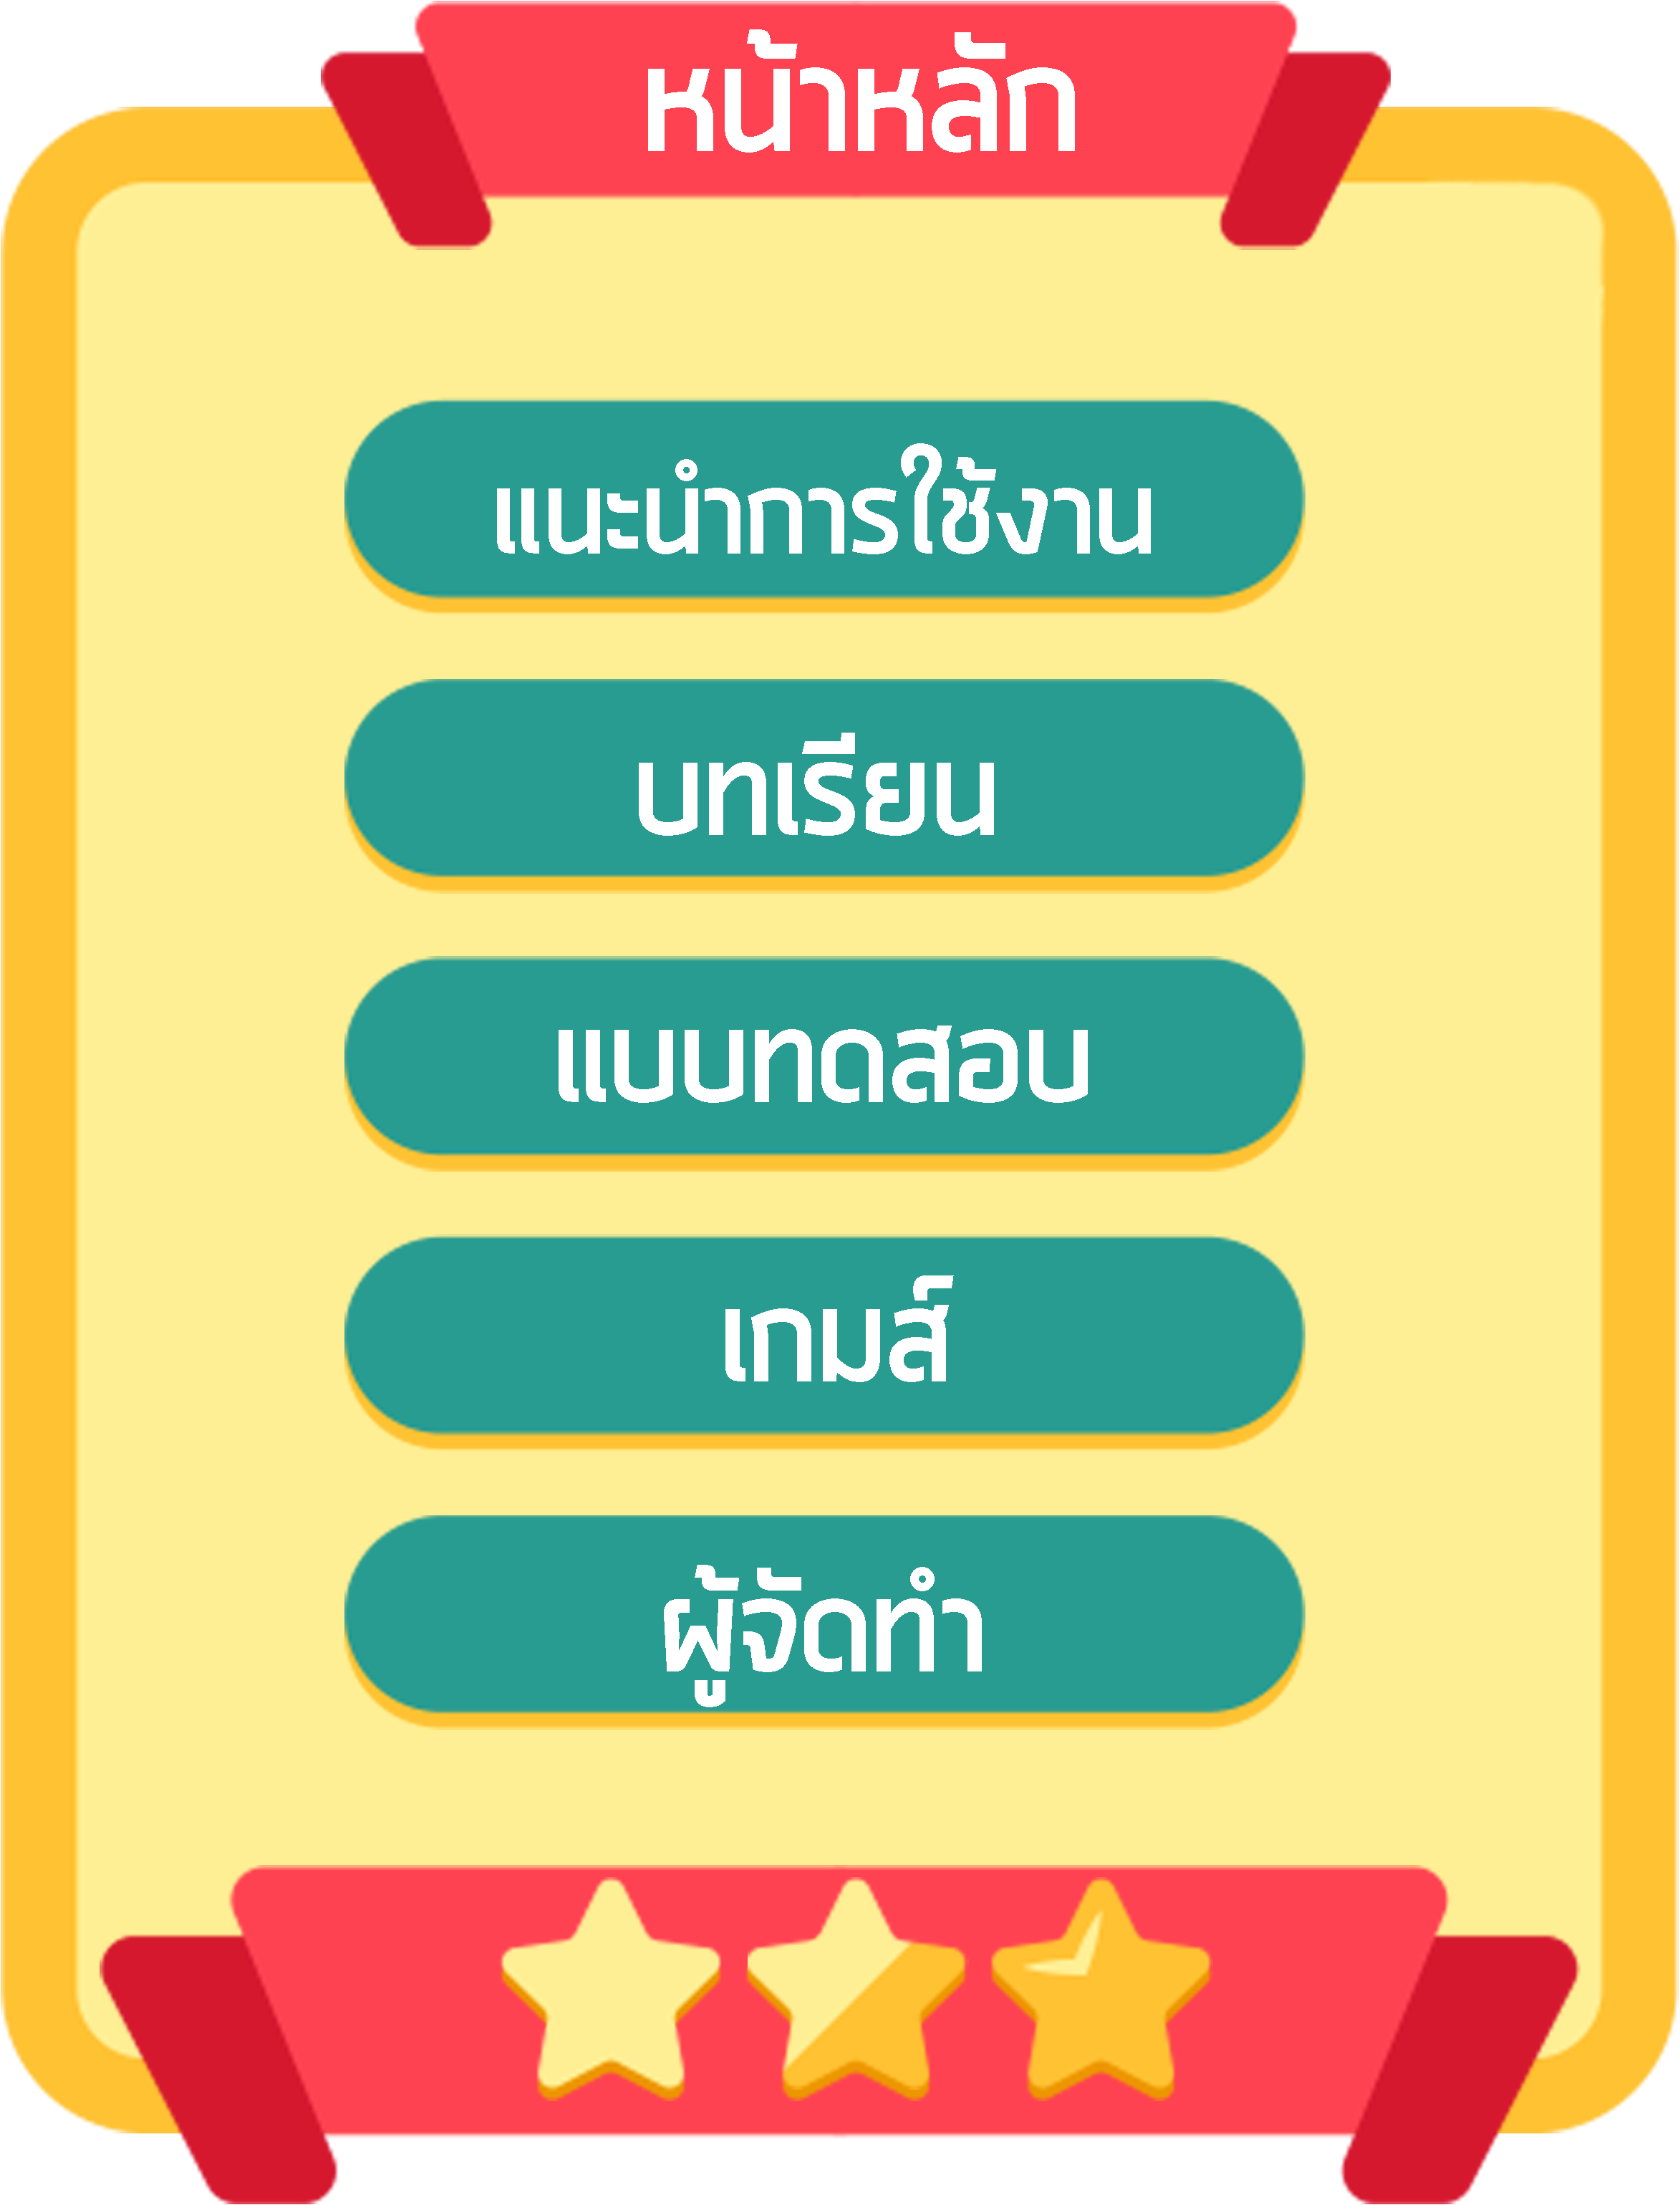 หน้าหลัก
แนะนำการใช้งาน
บทเรียน
แบบทดสอบ
เกมส์
ผู้จัดทำ